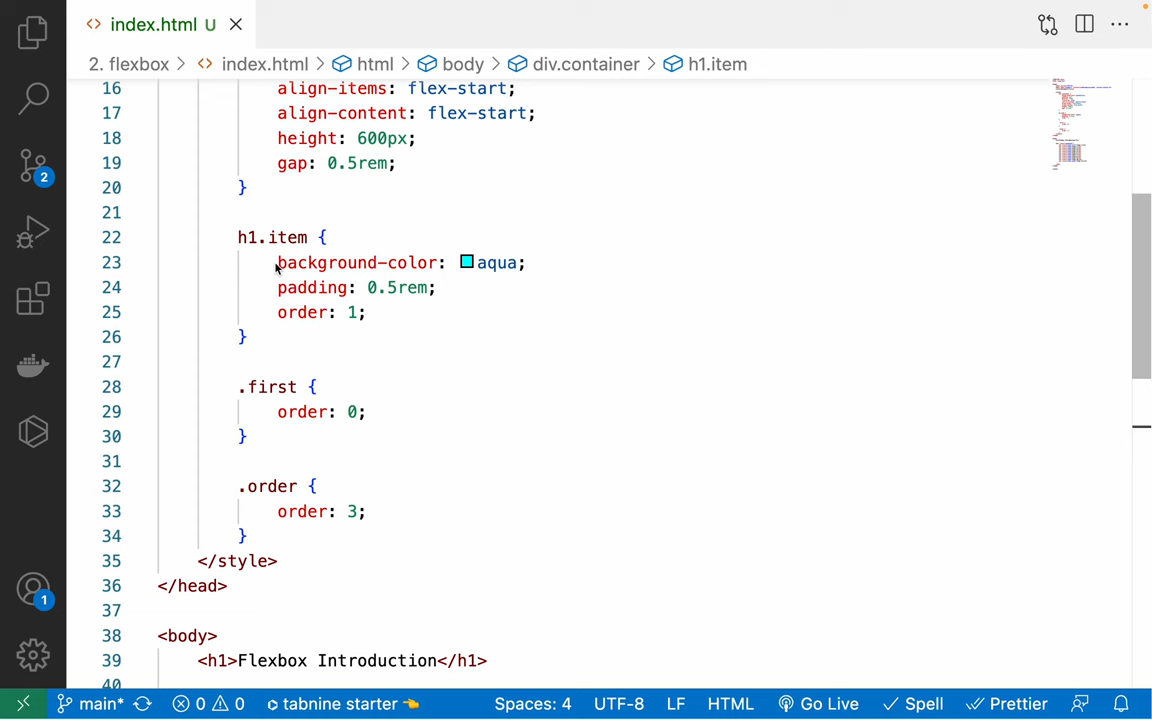 index.html U
2. flexbox > index.html > html > body > div.container > h1.item
16 align-items: flex-start;
17 align-content: flex-start;
18 height: 600px;
19 gap: 0.5rem;
20 }
21
22 h1.item {
23 background-color: aqua;
24 padding: 0.5rem;
25 order: 1;
26 }
27
28 .first {
29 order: 0;
30 }
31
32 .order {
33 order: 3;
34 }
35 </style>
36 </head>
37
38 <body>
39 <h1>Flexbox Introduction</h1>
40
2
1
main* 0 0 tabnine starter Spaces: 4 UTF-8 LF HTML Go Live Spell Prettier